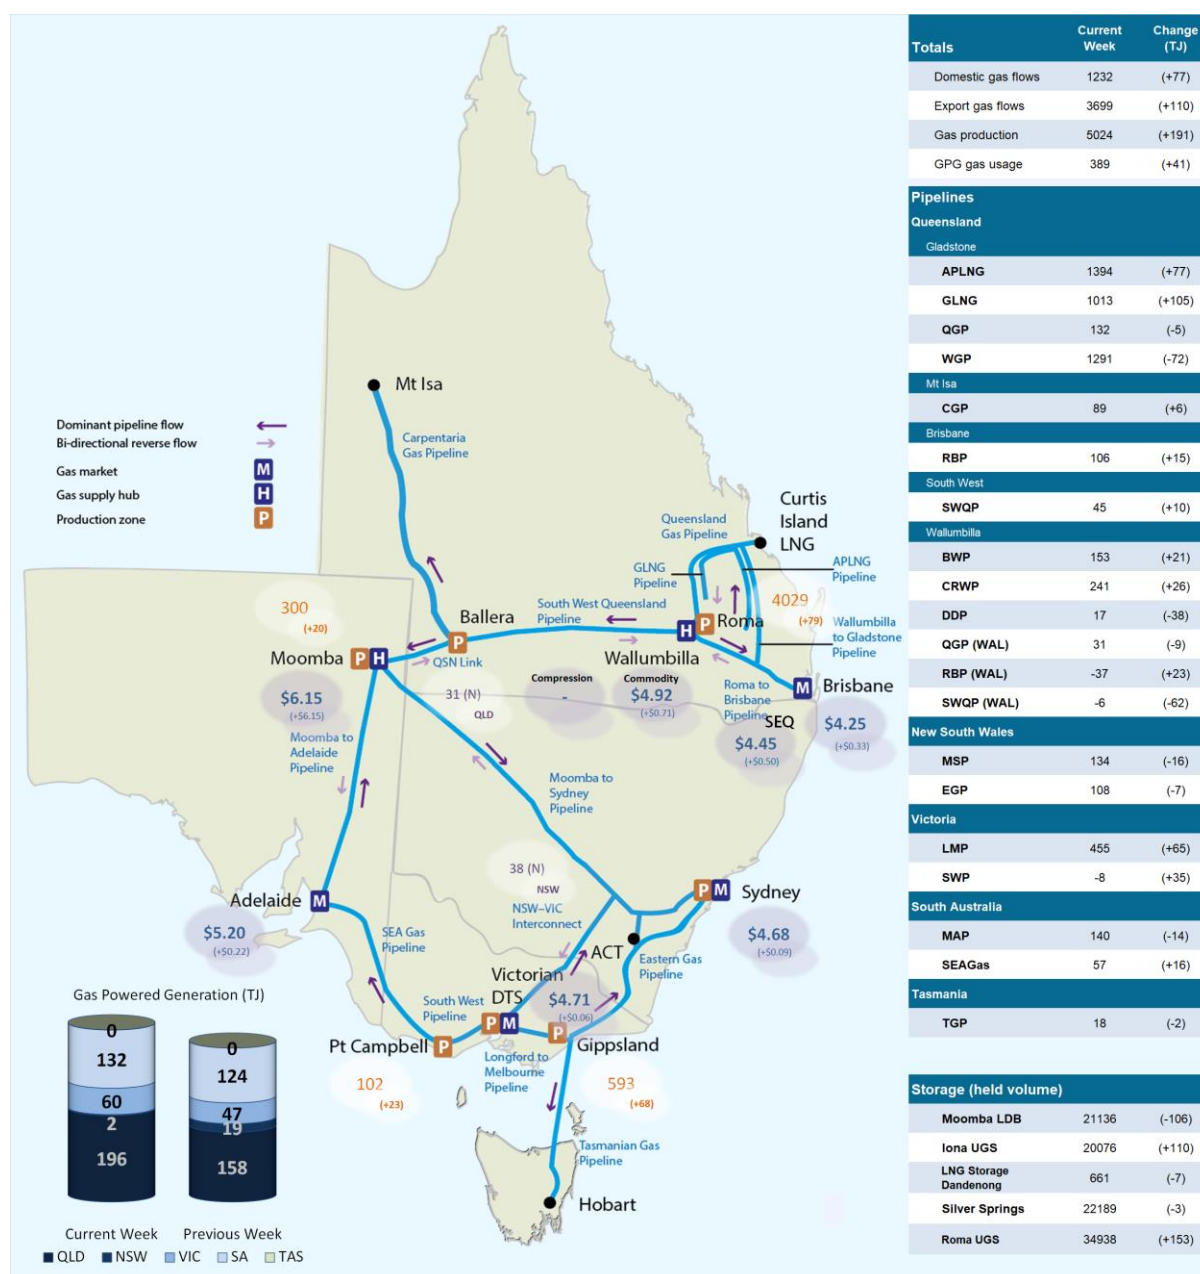 Totals Current Week Change (TJ)
Domestic gas flows 1232 (+77)
Export gas flows 3699 (+110)
Gas production 5024 (+191)
GPG gas usage 389 (+41)
Pipelines
Queensland
Gladstone
APLNG 1394 (+77)
GLNG 1013 (+105)
QGP 132 (-5)
WGP 1291 (-72)
Mt Isa
CGP 89 (+6)
Brisbane
RBP 106 (+15)
South West
SWQP 45 (+10)
Wallumbilla
BWP 153 (+21)
CRWP 241 (+26)
DDP 17 (-38)
QGP (WAL) 31 (-9)
RBP (WAL) -37 (+23)
SWQP (WAL) -6 (-62)
New South Wales
MSP 134 (-16)
EGP 108 (-7)
Victoria
LMP 455 (+65)
SWP -8 (+35)
South Australia
MAP 140 (-14)
SEAGas 57 (+16)
Tasmania
TGP 18 (-2)
Storage (held volume)
Moomba LDB 21136 (-106)
Iona UGS 20076 (+110)
LNG Storage
Dandenong 661 (-7)
Silver Springs 22189 (-3)
Roma UGS 34938 (+153)
Dominant pipeline flow
Bi-directional reverse flow
Gas market M
Gas supply hub H
Production zone P
Mt Isa
Carpentaria
Gas Pipeline
Curtis
Island
LNG
Queensland
Gas Pipeline
GLNG
Pipeline
APLNG
Pipeline
4029
(+79)
South West Queensland
Pipeline
Wallumbilla
to Gladstone
Pipeline
300
(+20)
Ballera
P
QSN Link
H P Roma
Wallumbilla
Moomba P H
$6.15
(+$6.15)
31 (N)
QLD
Compression
-
Commodity
$4.92
(+$0.71)
Roma to
Brisbane
Pipeline
M Brisbane
SEQ
$4.45
(+$0.50)
$4.25
(+$0.33)
Moomba to
Adelaide
Pipeline
Moomba to
Sydney
Pipeline
38 (N)
NSW
NSW–VIC
Interconnect
P M Sydney
$4.68
(+$0.09)
Adelaide M
$5.20
(+$0.22)
SEA Gas
Pipeline
ACT
Eastern Gas
Pipeline
Victorian
DTS
$4.71
(+$0.06)
South West
Pipeline
P M
P
Pt Campbell P
102
(+23)
Longford to
Melbourne
Pipeline
Gippsland
593
(+68)
Tasmanian Gas
Pipeline
Hobart
Gas Powered Generation (TJ)
0 0
132 124
60 47
2 19
196 158
Current Week Previous Week
QLD NSW VIC SA TAS